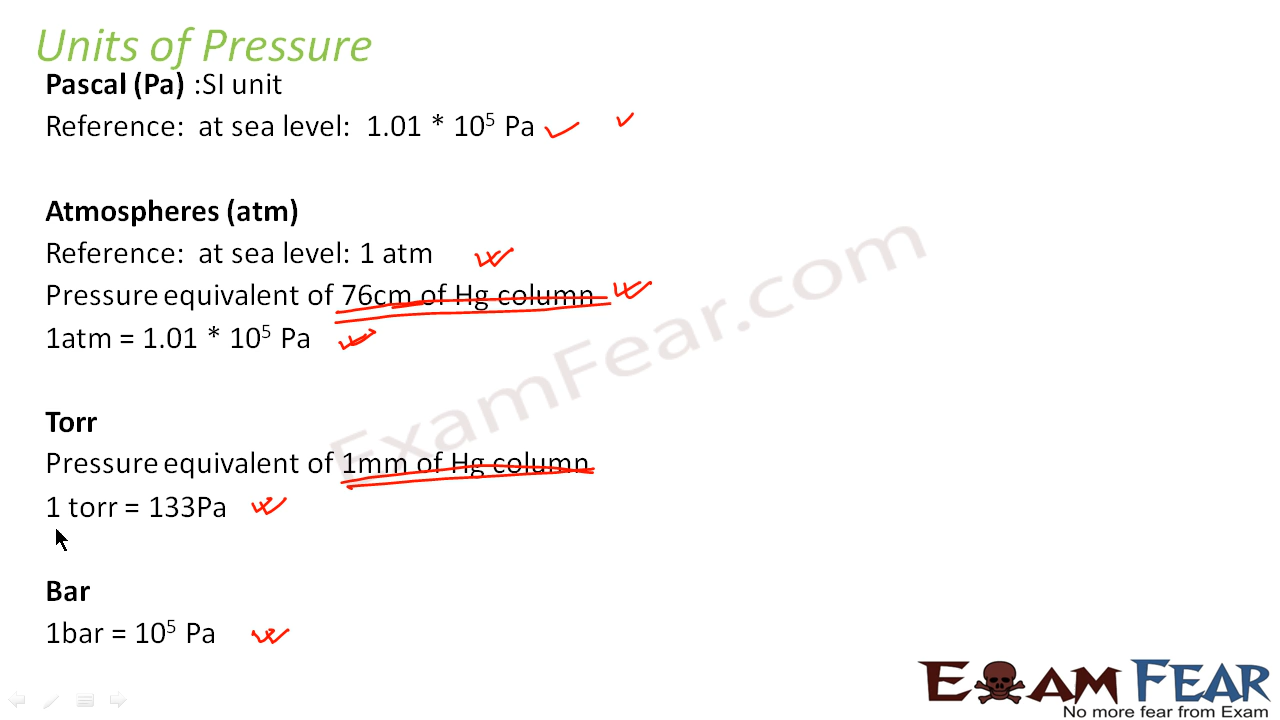 Units of Pressure
Pascal (Pa) :SI unit
Reference: at sea level: 1.01 * 10⁵ Pa
Atmospheres (atm)
Reference: at sea level: 1 atm
Pressure equivalent of 76cm of Hg column
1atm = 1.01 * 10⁵ Pa
Torr
Pressure equivalent of 1mm of Hg column
1 torr = 133Pa
Bar
1bar = 10⁵ Pa
ExamFear.com
EXAM FEAR
No more fear from Exam